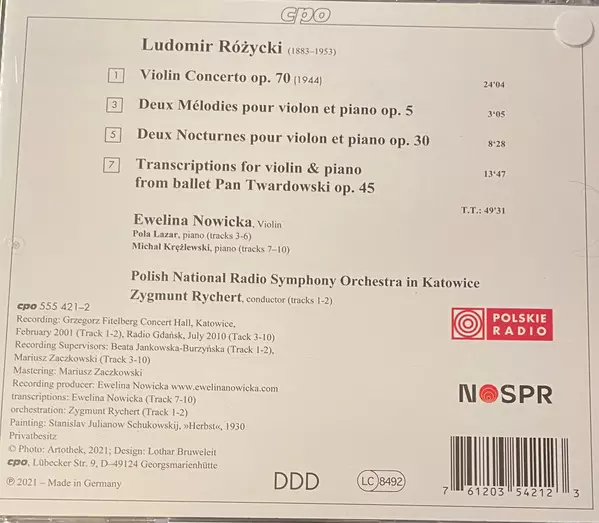 cpo
Ludomir Różycki (1883-1953)
1 Violin Concerto op. 70 (1944) 24'04
3 Deux Mélodies pour violon et piano op. 5 3'05
5 Deux Nocturnes pour violon et piano op. 30 8'28
7 Transcriptions for violin & piano
from ballet Pan Twardowski op. 45 13'47
T.T.: 49'31
Ewelina Nowicka, Violin
Pola Lazar, piano (tracks 3-6)
Michał Krężlewski, piano (tracks 7-10)
Polish National Radio Symphony Orchestra in Katowice
Zygmunt Rychert, conductor (tracks 1-2)
cpo 555 421-2
Recording: Grzegorz Fitelberg Concert Hall, Katowice,
February 2001 (Track 1-2), Radio Gdańsk, July 2010 (Tack 3-10)
Recording Supervisors: Beata Jankowska-Burzyńska (Track 1-2),
Mariusz Zaczkowski (Track 3-10)
Mastering: Mariusz Zaczkowski
Recording producer: Ewelina Nowicka www.ewelinanowicka.com
transcriptions: Ewelina Nowicka (Track 7-10)
orchestration: Zygmunt Rychert (Track 1-2)
Painting: Stanislav Julianow Schukowskij, »Herbst«, 1930
Privatbesitz
© Photo: Artothek, 2021; Design: Lothar Bruweleit
cpo, Lübecker Str. 9, D-49124 Georgsmarienhütte
℗ 2021 – Made in Germany
POLSKIE
RADIO
NOSPR
DDD
LC 8492
7 61203 54212 3